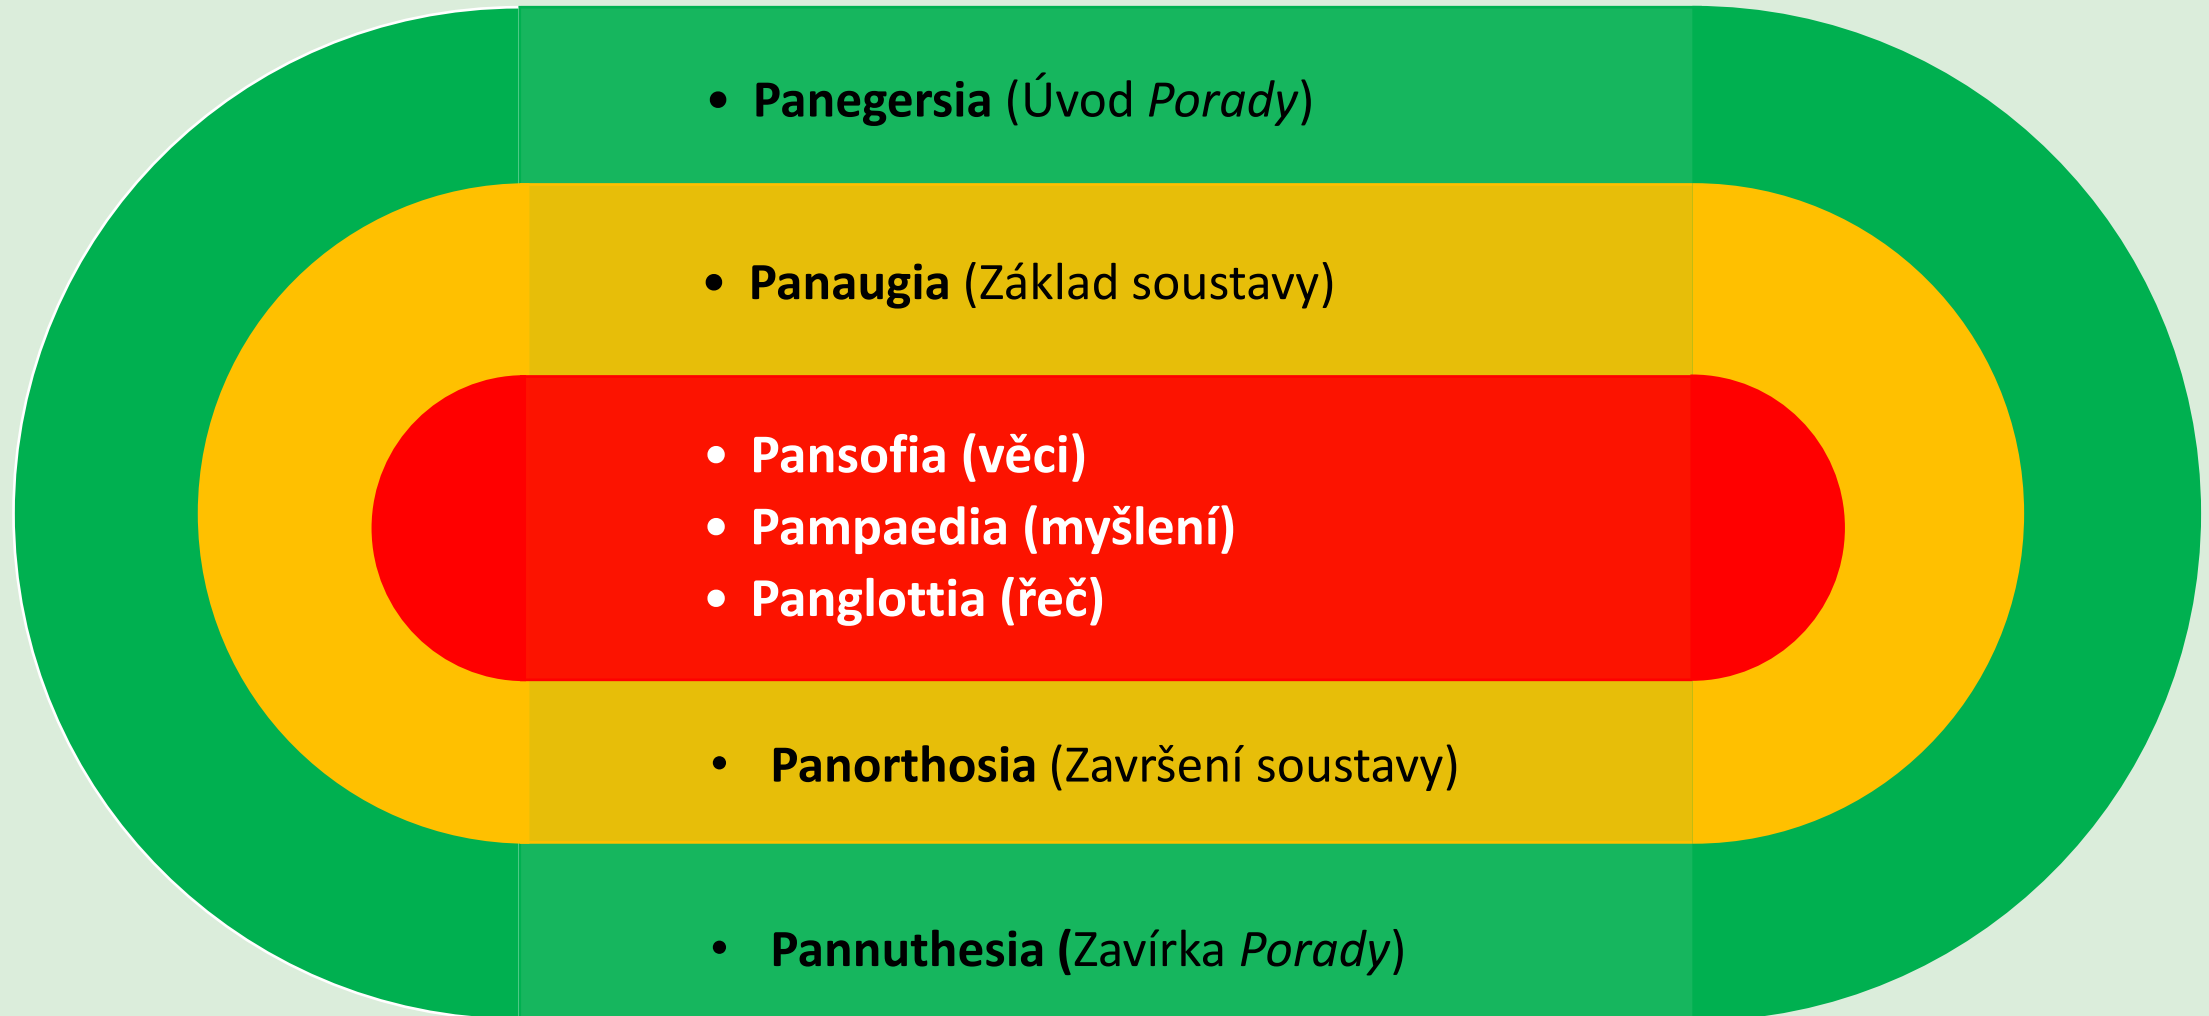 • Panegersia (Úvod Porady)
• Panaugia (Základ soustavy)
• Pansofia (věci)
• Pampaedia (myšlení)
• Panglottia (řeč)
• Panorthosia (Završení soustavy)
• Pannuthesia (Zavírka Porady)